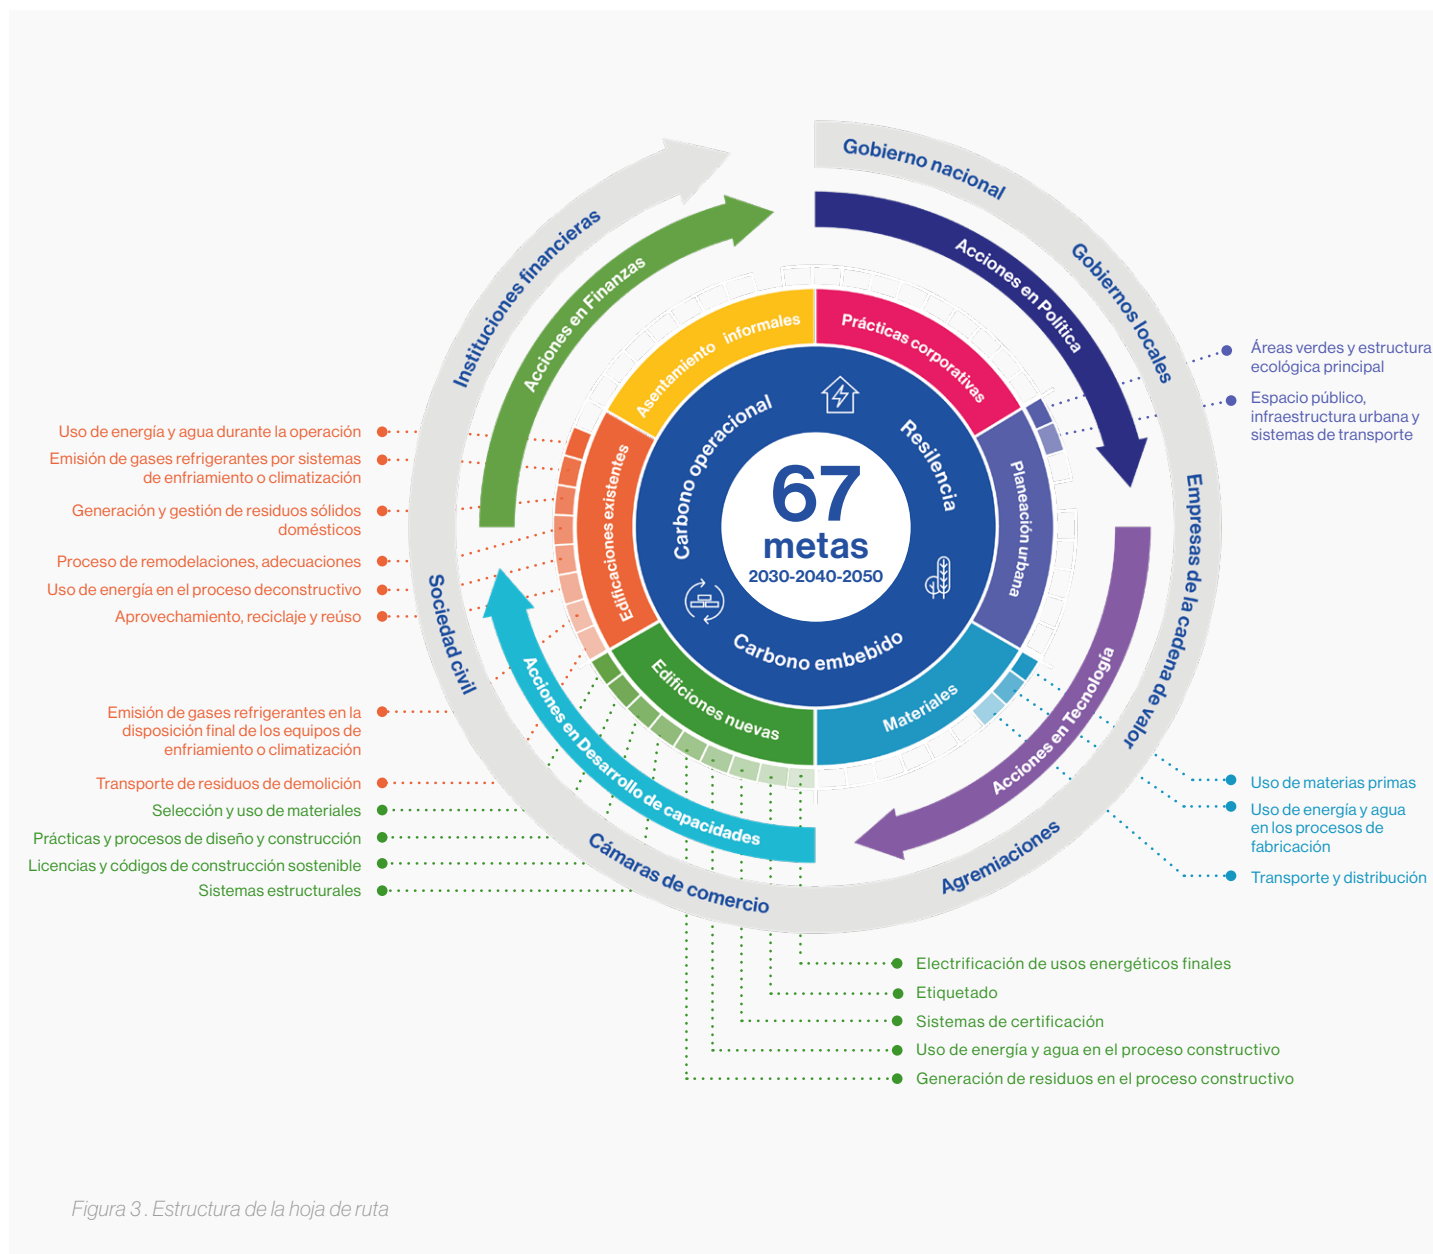 Gobierno nacional
Gobiernos locales
Empresas de la cadena de valor
Agremiaciones
Cámaras de comercio
Sociedad civil
Instituciones financieras
Acciones en Política
Acciones en Tecnología
Acciones en Desarrollo de capacidades
Acciones en Finanzas
Prácticas corporativas
Planeación urbana
Materiales
Edificiones nuevas
Edificaciones existentes
Asentamiento informales
Carbono operacional
Resilencia
Carbono embebido
67
metas
2030-2040-2050
Áreas verdes y estructura
ecológica principal
Espacio público,
infraestructura urbana y
sistemas de transporte
Uso de materias primas
Uso de energía y agua
en los procesos de
fabricación
Transporte y distribución
Uso de energía y agua durante la operación
Emisión de gases refrigerantes por sistemas
de enfriamiento o climatización
Generación y gestión de residuos sólidos
domésticos
Proceso de remodelaciones, adecuaciones
Uso de energía en el proceso deconstructivo
Aprovechamiento, reciclaje y reúso
Emisión de gases refrigerantes en la
disposición final de los equipos de
enfriamiento o climatización
Transporte de residuos de demolición
Selección y uso de materiales
Prácticas y procesos de diseño y construcción
Licencias y códigos de construcción sostenible
Sistemas estructurales
Electrificación de usos energéticos finales
Etiquetado
Sistemas de certificación
Uso de energía y agua en el proceso constructivo
Generación de residuos en el proceso constructivo
Figura 3 . Estructura de la hoja de ruta